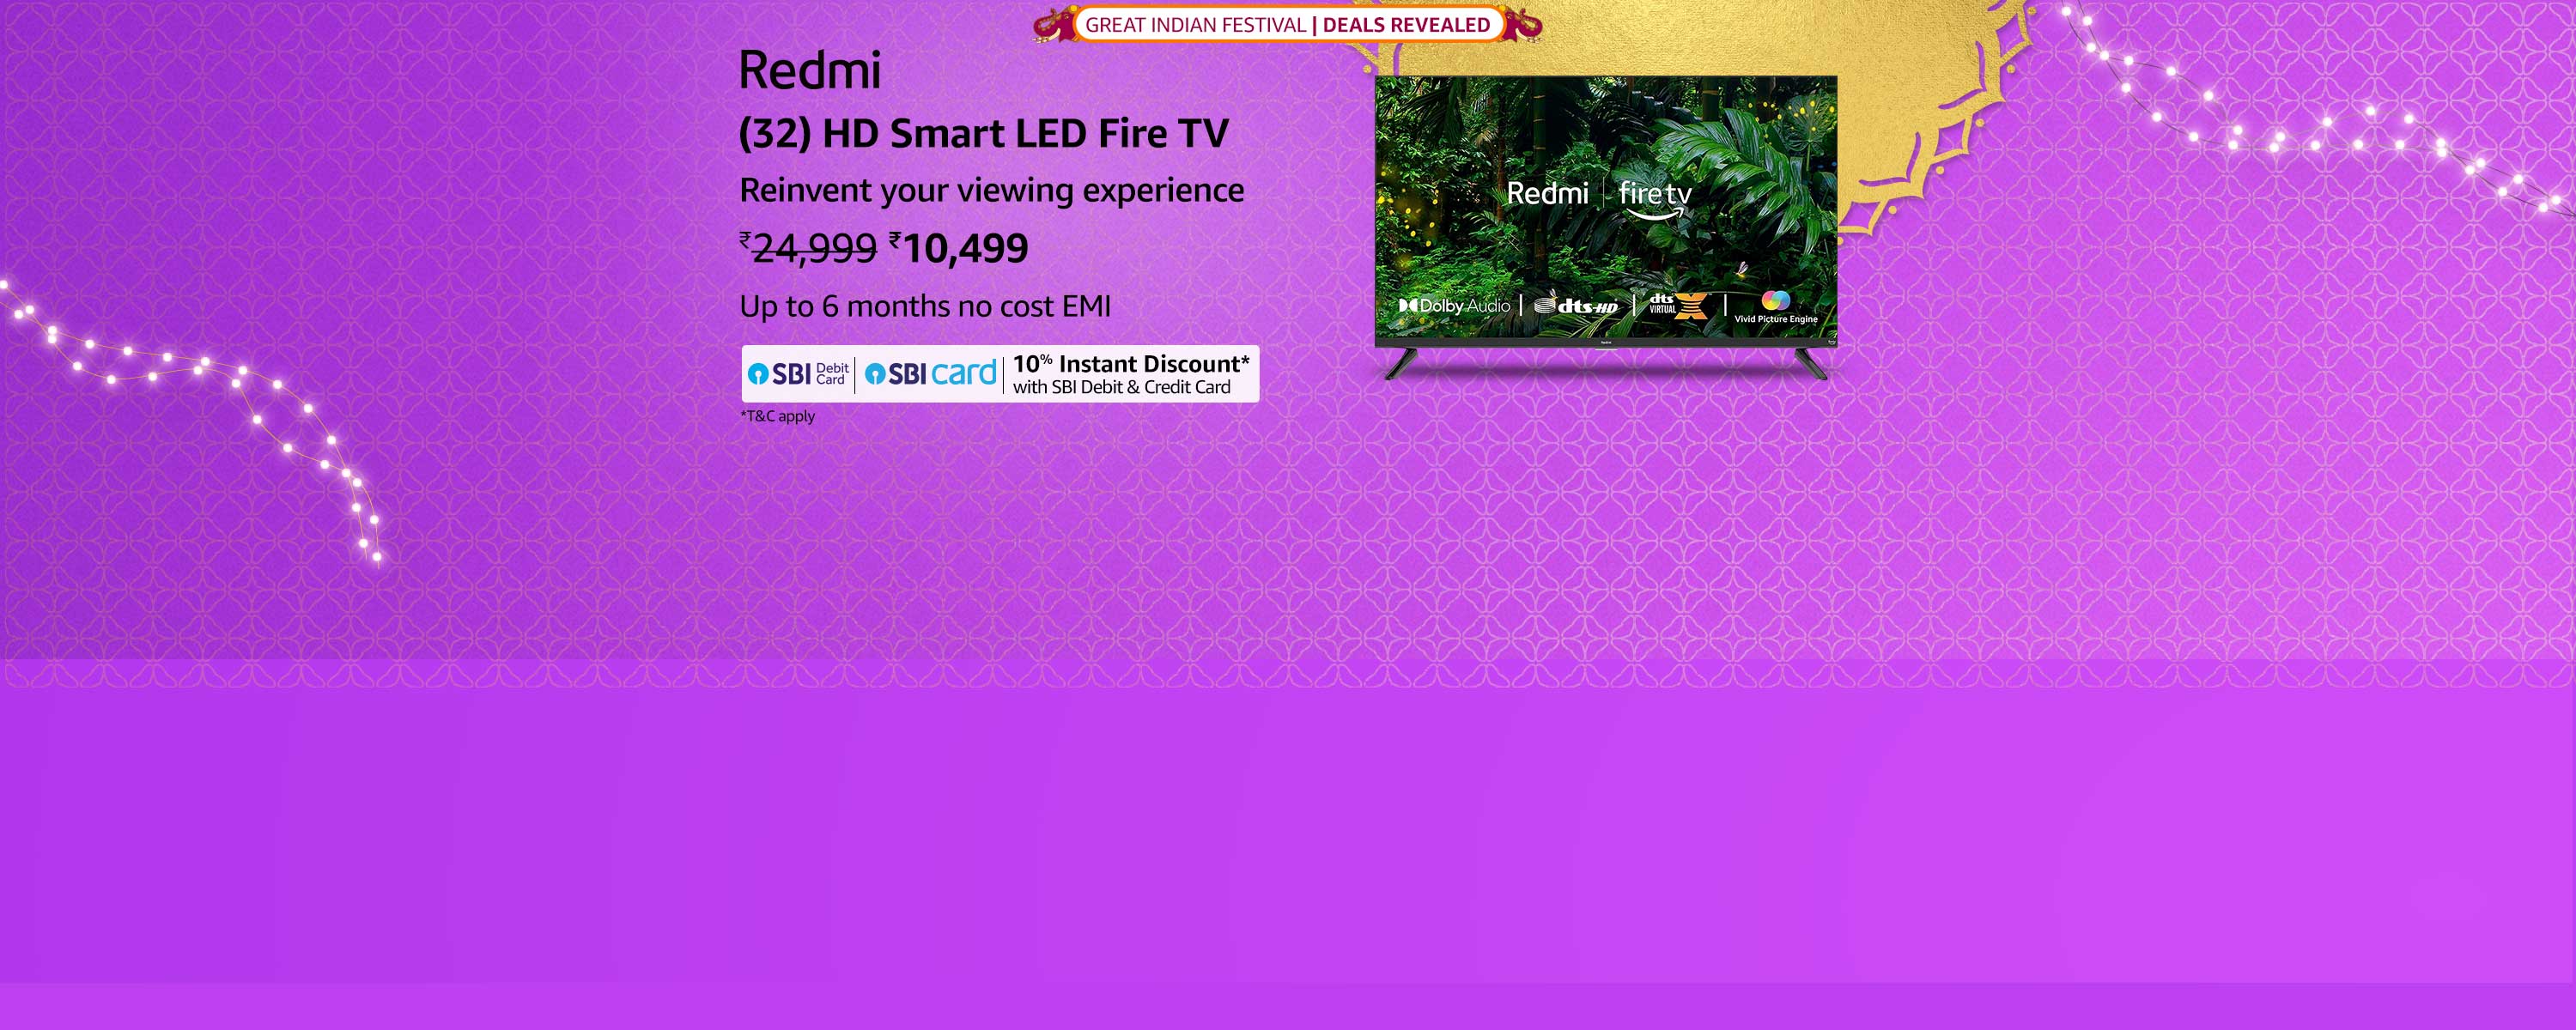 GREAT INDIAN FESTIVAL | DEALS REVEALED
Redmi
(32) HD Smart LED Fire TV
Reinvent your viewing experience
₹24,999 ₹10,499
Up to 6 months no cost EMI
SBI Debit Card | SBI card | 10% Instant Discount*
with SBI Debit & Credit Card
*T&C apply
Redmi | fire tv
Dolby Audio | dts-HD | dts VIRTUAL X | Vivid Picture Engine